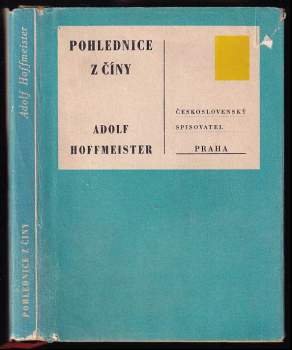 POHLEDNICE
Z ČÍNY
ADOLF
HOFFMEISTER
ČESKOSLOVENSKÝ
SPISOVATEL
PRAHA
Adolf Hoffmeister
POHLEDNICE Z ČÍNY